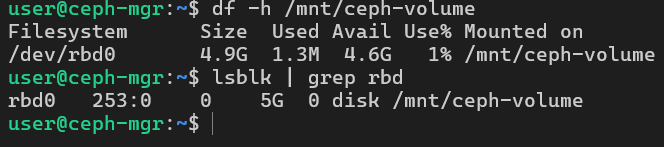 user@ceph-mgr:~$ df -h /mnt/ceph-volume
Filesystem      Size  Used Avail Use% Mounted on
/dev/rbd0       4.9G  1.3M  4.6G   1% /mnt/ceph-volume
user@ceph-mgr:~$ lsblk | grep rbd
rbd0   253:0    0    5G  0 disk /mnt/ceph-volume
user@ceph-mgr:~$